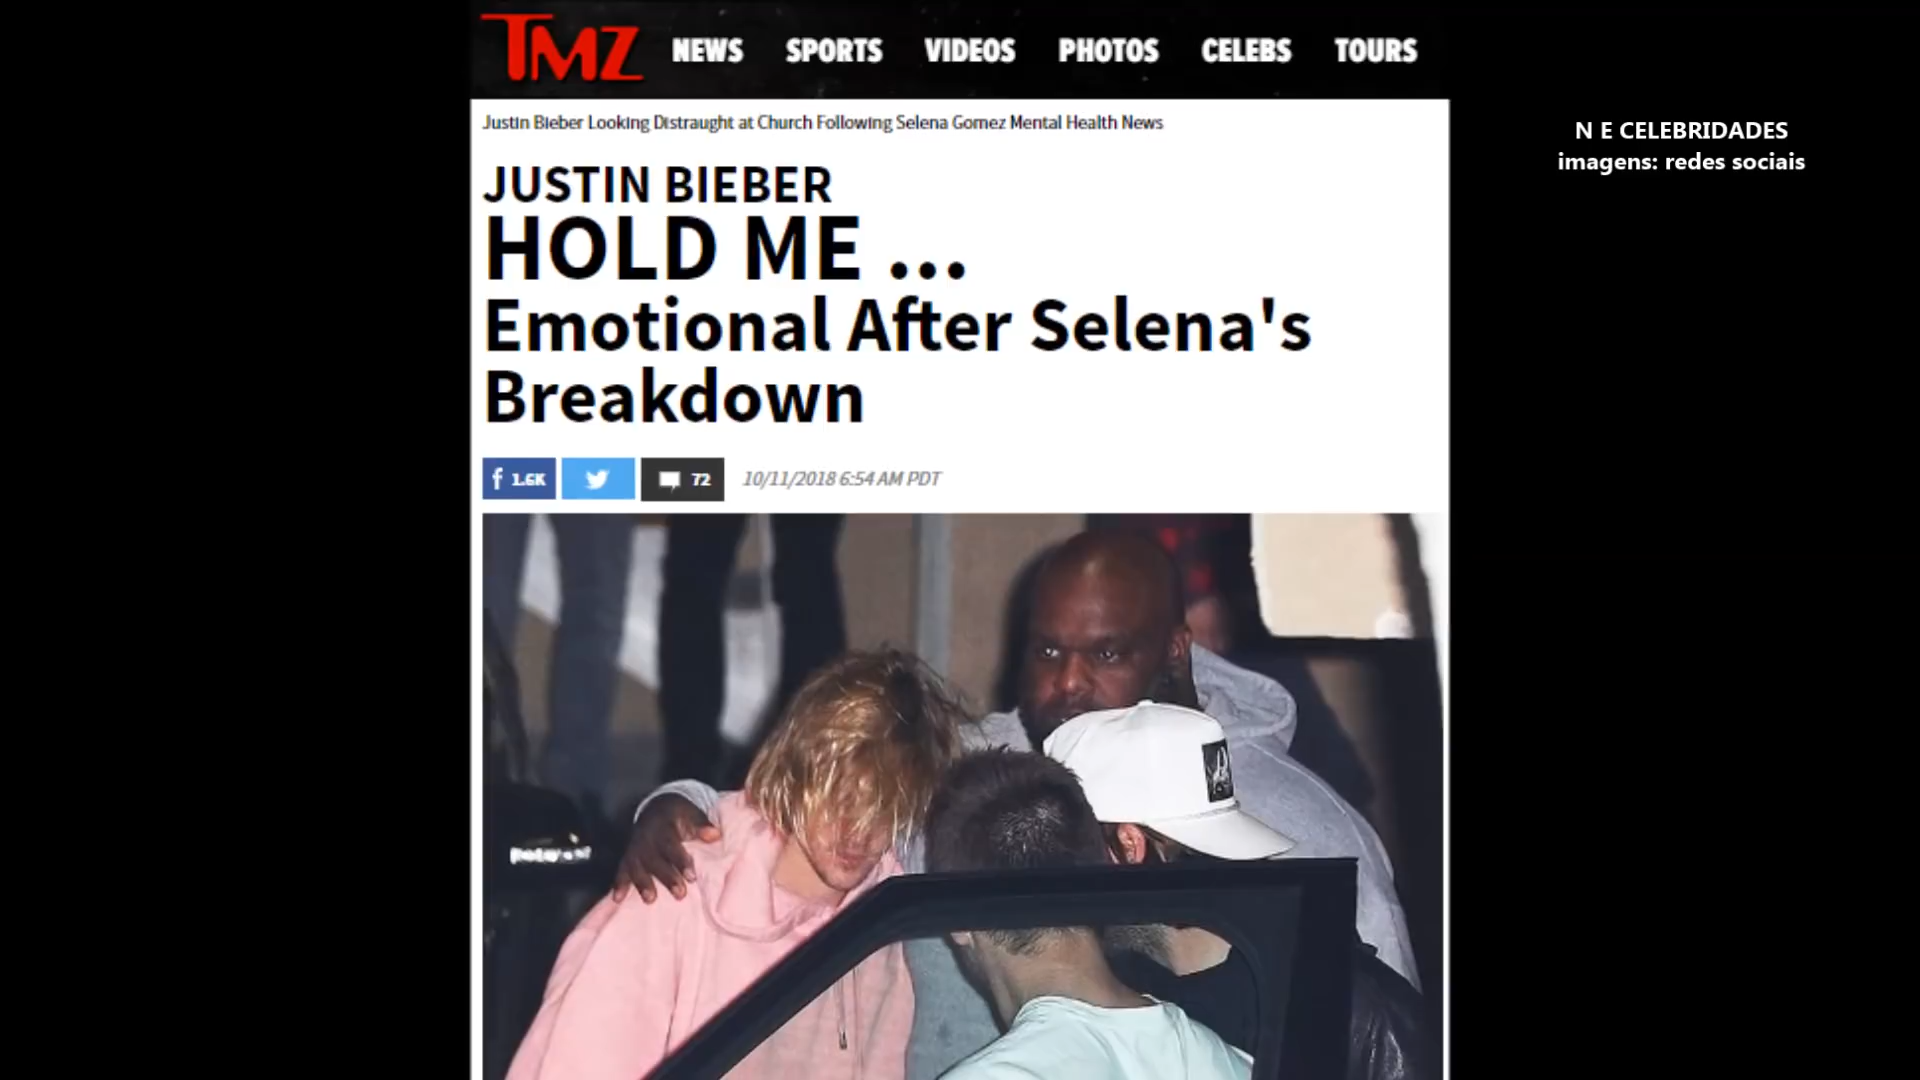 TMZ NEWS SPORTS VIDEOS PHOTOS CELEBS TOURS
Justin Bieber Looking Distraught at Church Following Selena Gomez Mental Health News
JUSTIN BIEBER
HOLD ME ...
Emotional After Selena's
Breakdown
f 1.6K 72 10/11/2018 6:54 AM PDT
N E CELEBRIDADES
imagens: redes sociais